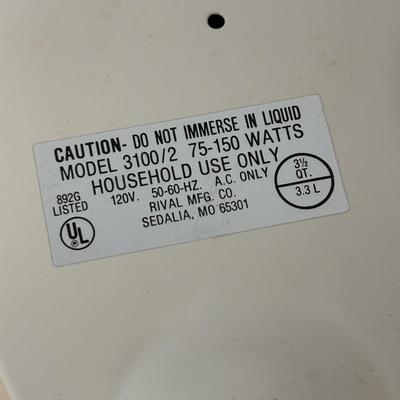 CAUTION- DO NOT IMMERSE IN LIQUID
MODEL 3100/2 75-150 WATTS
HOUSEHOLD USE ONLY
892G
LISTED
UL
120V. 50-60-HZ. A.C. ONLY
RIVAL MFG. CO.
SEDALIA, MO 65301
3½
QT.
3.3 L